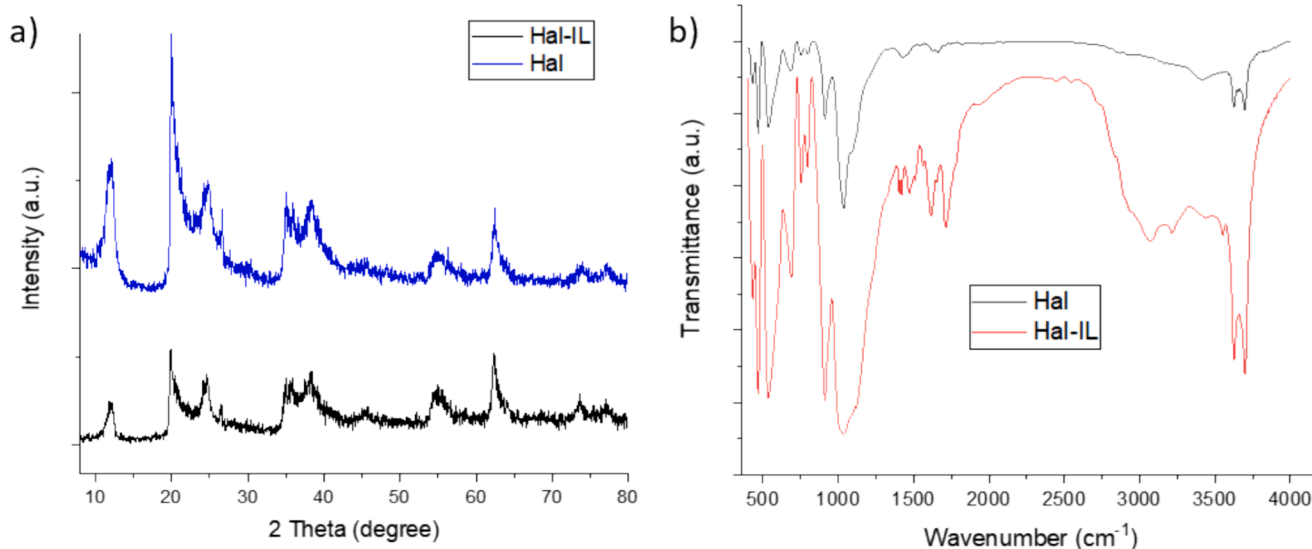 a)
Hal-IL
Hal
Intensity (a.u.)
10 20 30 40 50 60 70 80
2 Theta (degree)
b)
Transmittance (a.u.)
Hal
Hal-IL
500 1000 1500 2000 2500 3000 3500 4000
Wavenumber (cm⁻¹)